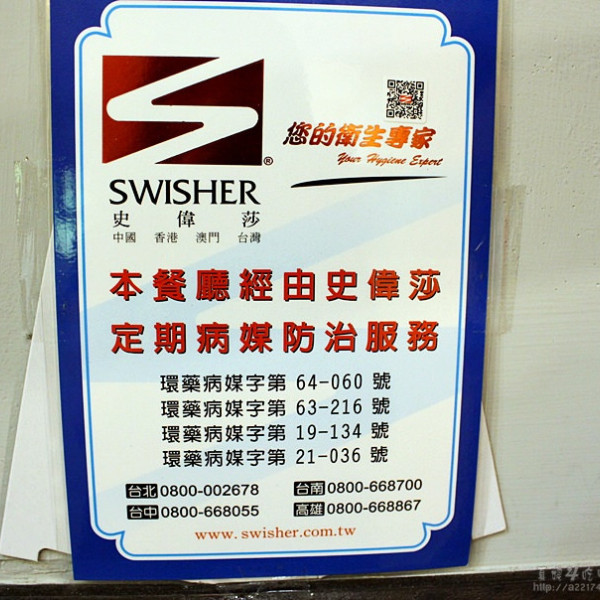 您的衛生專家
Your Hygiene Expert
®
SWISHER
史偉莎
中國 香港 澳門 台灣
本餐廳經由史偉莎
定期病媒防治服務
環藥病媒字第 64-060 號
環藥病媒字第 63-216 號
環藥病媒字第 19-134 號
環藥病媒字第 21-036 號
台北 0800-002678 台南 0800-668700
台中 0800-668055 高雄 0800-668867
www.swisher.com.tw
http://a22174